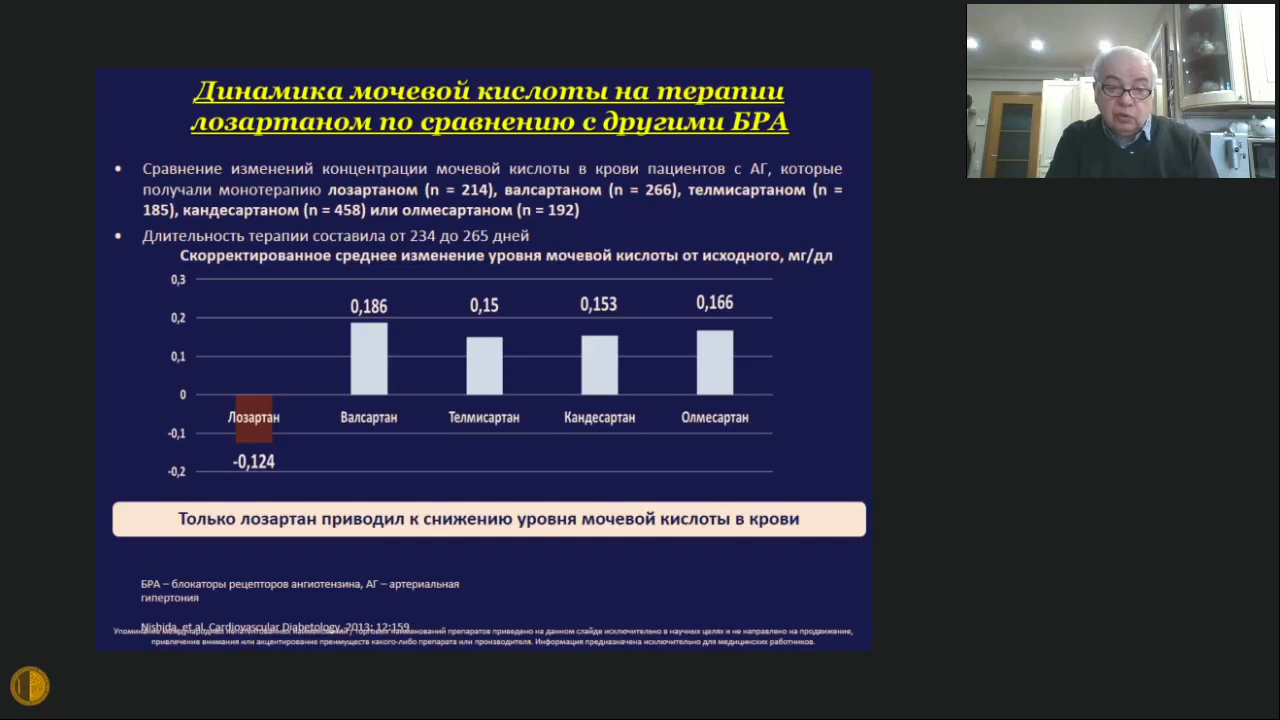 Динамика мочевой кислоты на терапии
лозартаном по сравнению с другими БРА
• Сравнение изменений концентрации мочевой кислоты в крови пациентов с АГ, которые
получали монотерапию лозартаном (n = 214), валсартаном (n = 266), телмисартаном (n =
185), кандесартаном (n = 458) или олмесартаном (n = 192)
• Длительность терапии составила от 234 до 265 дней
Скорректированное среднее изменение уровня мочевой кислоты от исходного, мг/дл
0,3
0,2
0,1
0
-0,1
-0,2
0,186
0,15
0,153
0,166
Лозартан
Валсартан
Телмисартан
Кандесартан
Олмесартан
-0,124
Только лозартан приводил к снижению уровня мочевой кислоты в крови
БРА – блокаторы рецепторов ангиотензина, АГ – артериальная
гипертония
Nishida, et al. Cardiovascular Diabetology, 2013; 12:159
Упоминание международных непатентованных наименований / торговых наименований препаратов приведено на данном слайде исключительно в научных целях и не направлено на продвижение,
привлечение внимания или акцентирование преимуществ какого-либо препарата или производителя. Информация предназначена исключительно для медицинских работников.